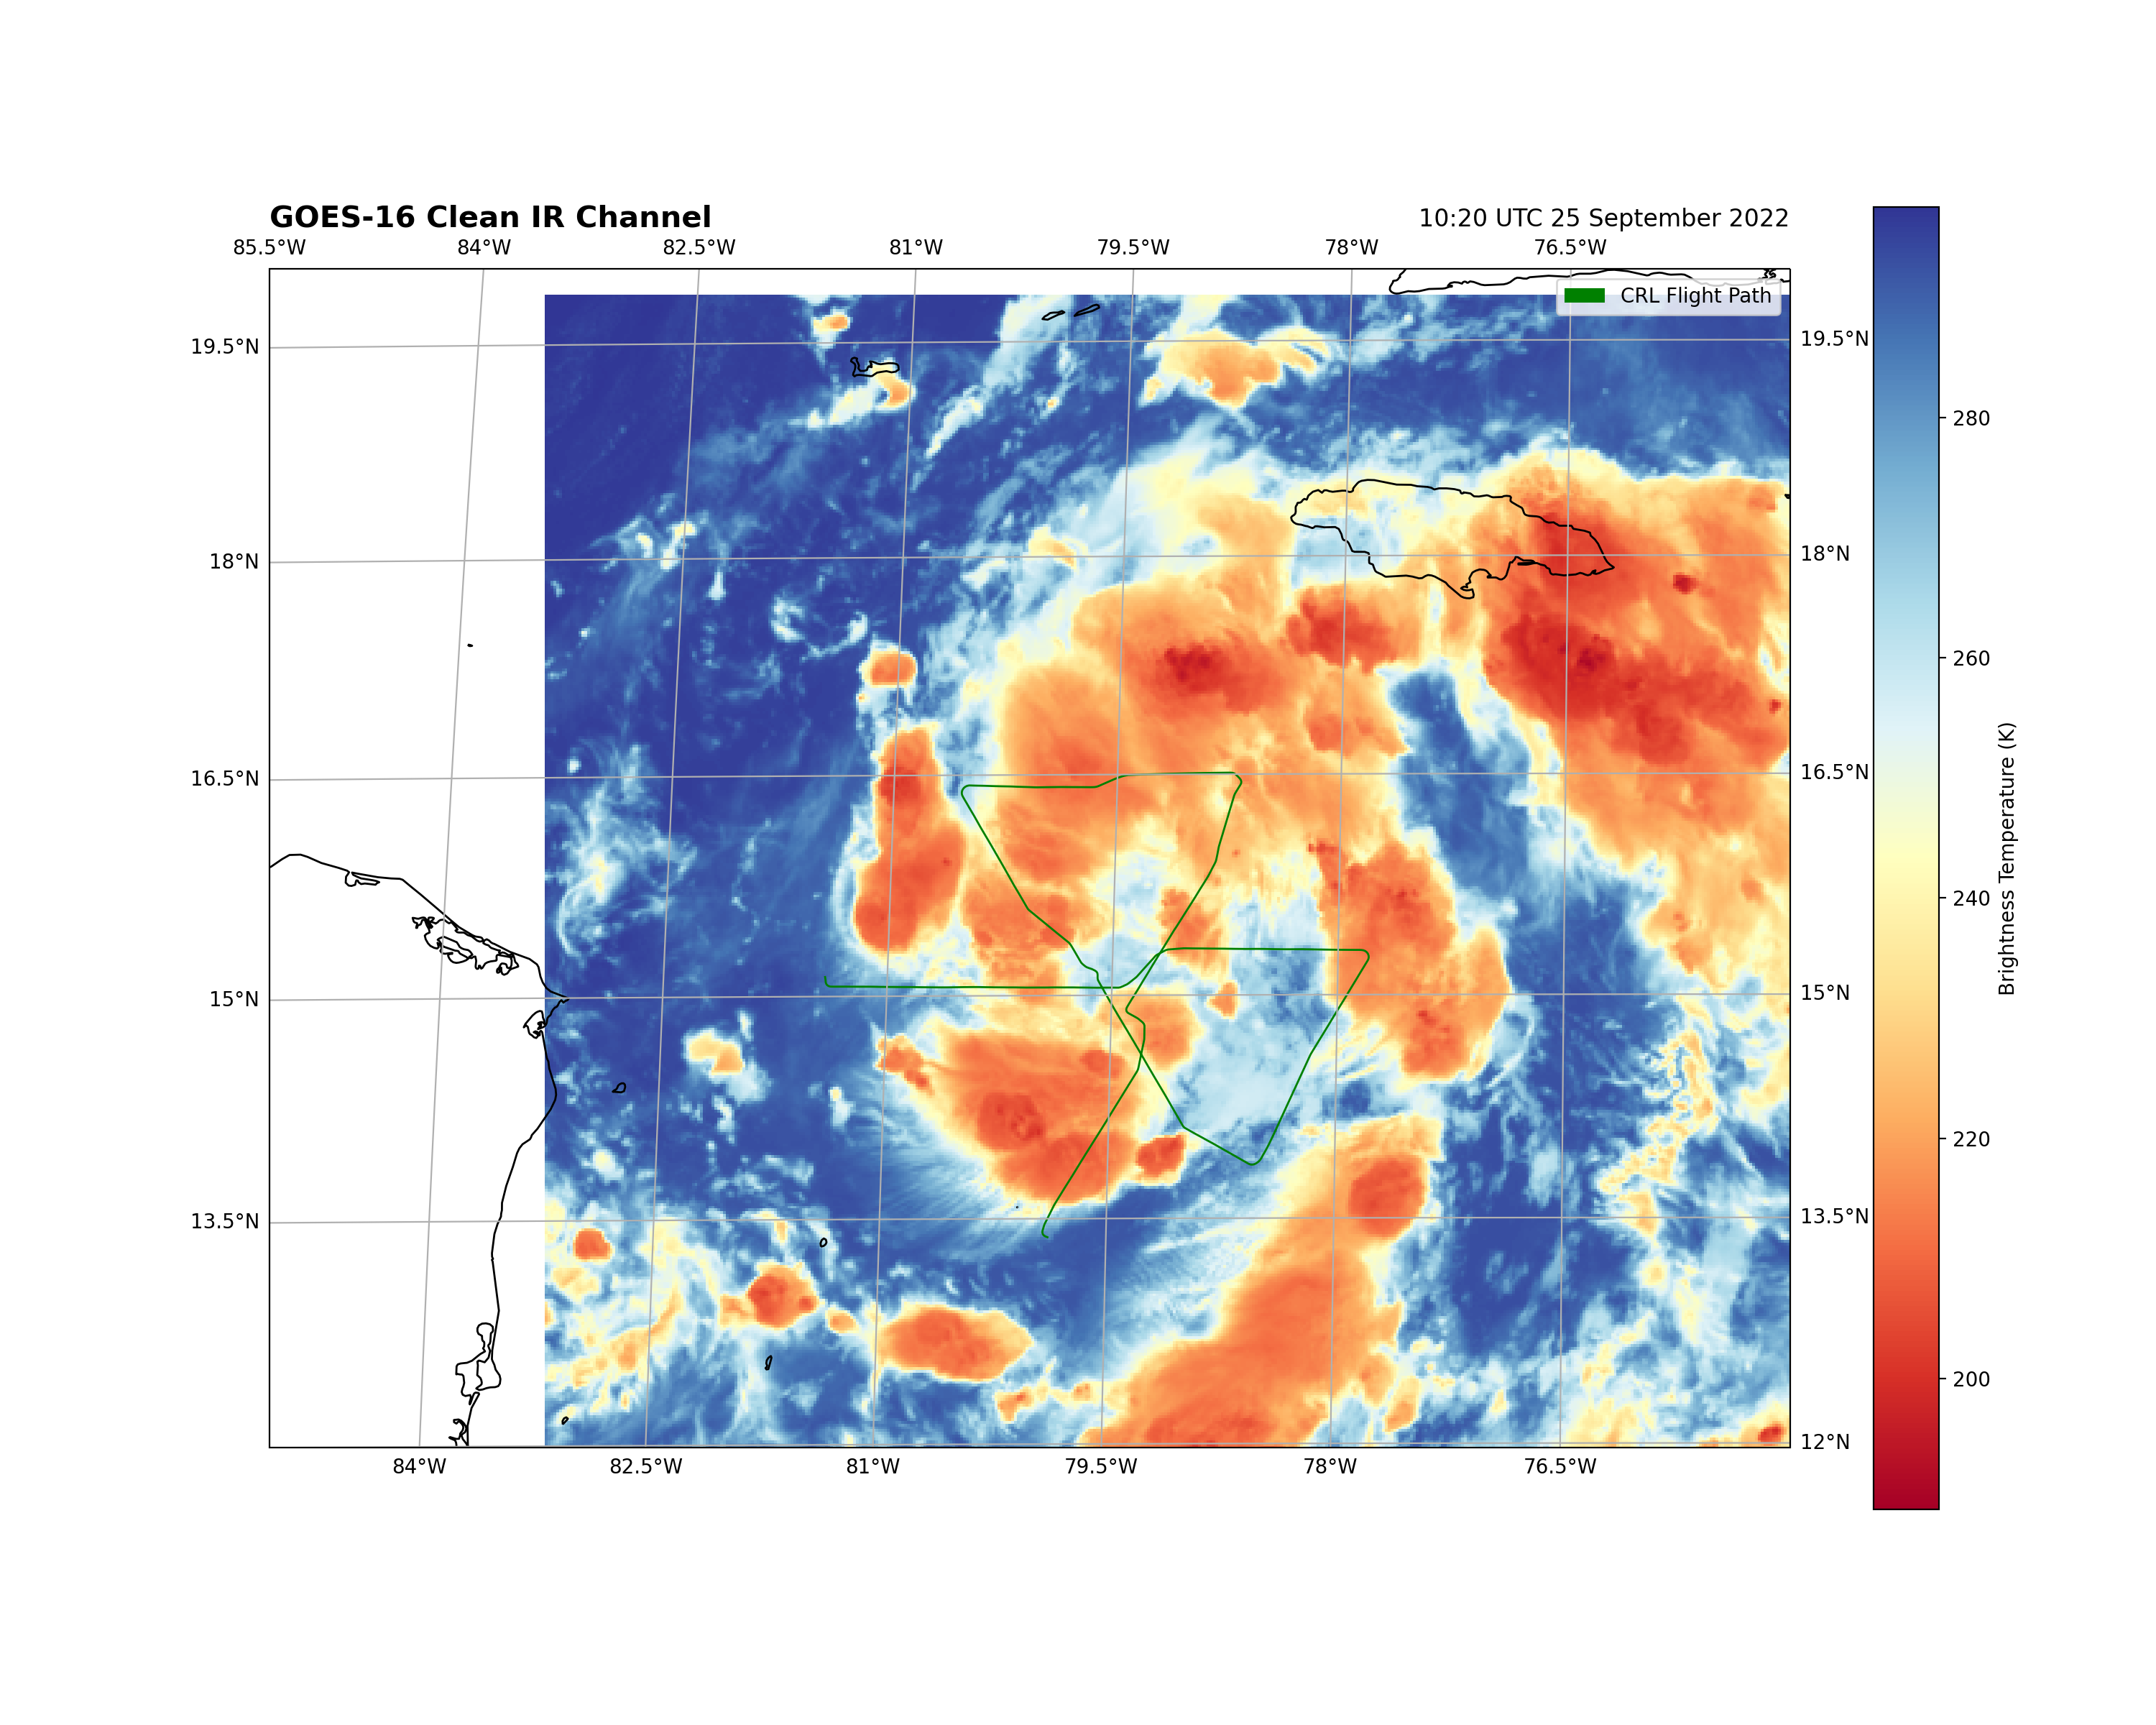 GOES-16 Clean IR Channel
10:20 UTC 25 September 2022
85.5°W 84°W 82.5°W 81°W 79.5°W 78°W 76.5°W
CRL Flight Path
19.5°N 19.5°N
18°N 18°N
16.5°N 16.5°N
15°N 15°N
13.5°N 13.5°N
12°N
84°W 82.5°W 81°W 79.5°W 78°W 76.5°W
280
260
240
220
200
Brightness Temperature (K)